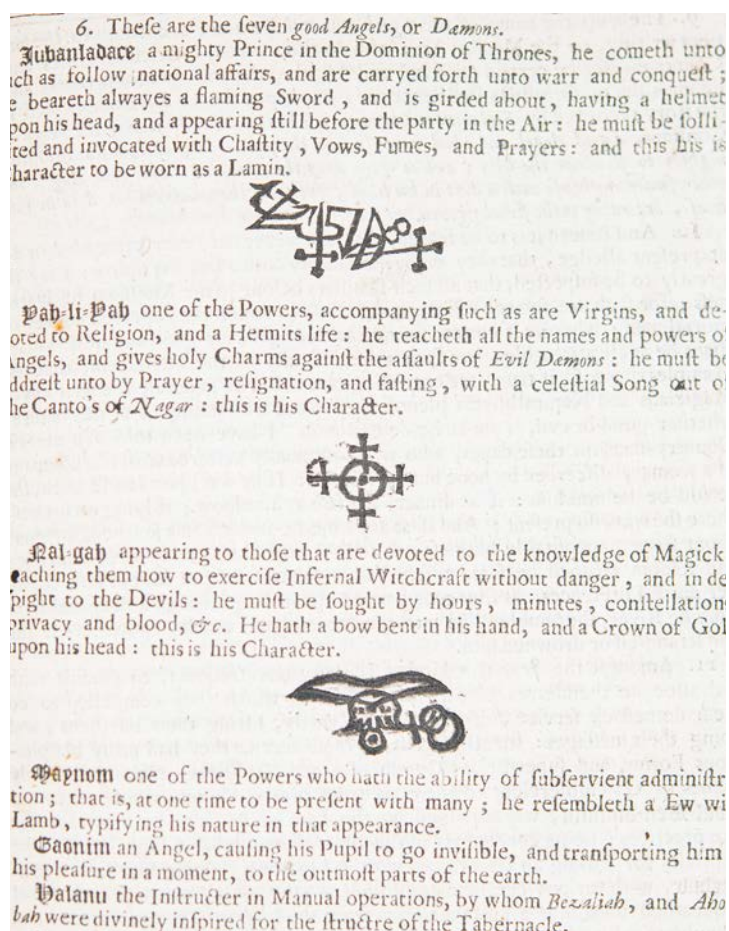 6. Theſe are the ſeven good Angels, or Dæmons.
Jubanladace a mighty Prince in the Dominion of Thrones, he cometh unto
uch as follow national affairs, and are carryed forth unto warr and conqueſt ;
e beareth alwayes a flaming Sword , and is girded about, having a helmet
pon his head, and appearing ſtill before the party in the Air : he muſt be ſolli-
ted and invocated with Chaſtity , Vows, Fumes, and Prayers : and this his is
haracter to be worn as a Lamin.
Yah=li=Pah one of the Powers, accompanying ſuch as are Virgins, and de-
oted to Religion, and a Hermits life : he teacheth all the names and powers o
Angels, and gives holy Charms againſt the aſſaults of Evil Dæmons : he muſt be
ddreſt unto by Prayer , reſignation, and faſting , with a celeſtial Song out o
he Canto's of Nagar : this is his Character.
Nal=gah appearing to thoſe that are devoted to the knowledge of Magick
eaching them how to exerciſe Infernal Witchcraft without danger , and in de
pight to the Devils : he muſt be ſought by hours , minutes , conſtellation
privacy and blood, &c. He hath a bow bent in his hand, and a Crown of Gol
upon his head : this is his Character.
Maynom one of the Powers who hath the ability of ſubſervient adminiſtr
tion ; that is, at one time to be preſent with many ; he reſembleth a Ew wi
Lamb, typifying his nature in that appearance.
Gaonim an Angel, cauſing his Pupil to go inviſible, and tranſporting him
his pleaſure in a moment, to the outmoſt parts of the earth.
Halanu the Inſtructer in Manual operations, by whom Bezaliah, and Aho
bah were divinely inſpired for the ſtructre of the Tabernacle.